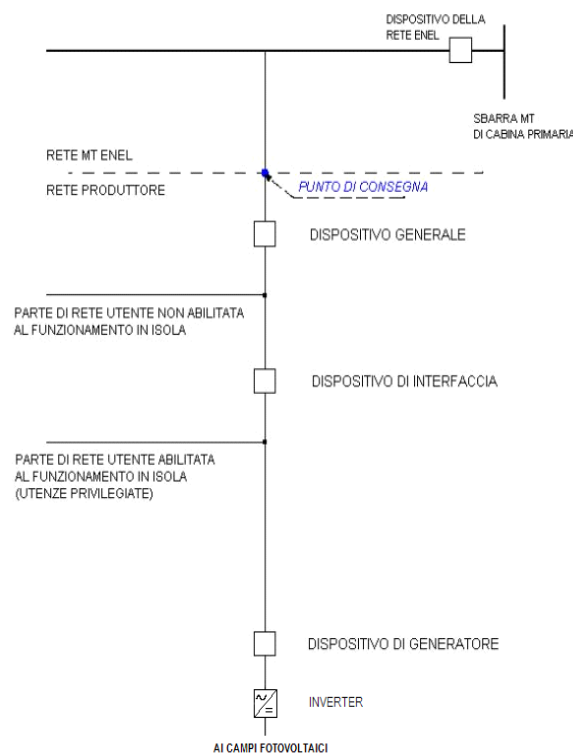 DISPOSITIVO DELLA
RETE ENEL
SBARRA MT
DI CABINA PRIMARIA
RETE MT ENEL
RETE PRODUTTORE
PUNTO DI CONSEGNA
DISPOSITIVO GENERALE
PARTE DI RETE UTENTE NON ABILITATA
AL FUNZIONAMENTO IN ISOLA
DISPOSITIVO DI INTERFACCIA
PARTE DI RETE UTENTE ABILITATA
AL FUNZIONAMENTO IN ISOLA
(UTENZE PRIVILEGIATE)
DISPOSITIVO DI GENERATORE
INVERTER
AI CAMPI FOTOVOLTAICI